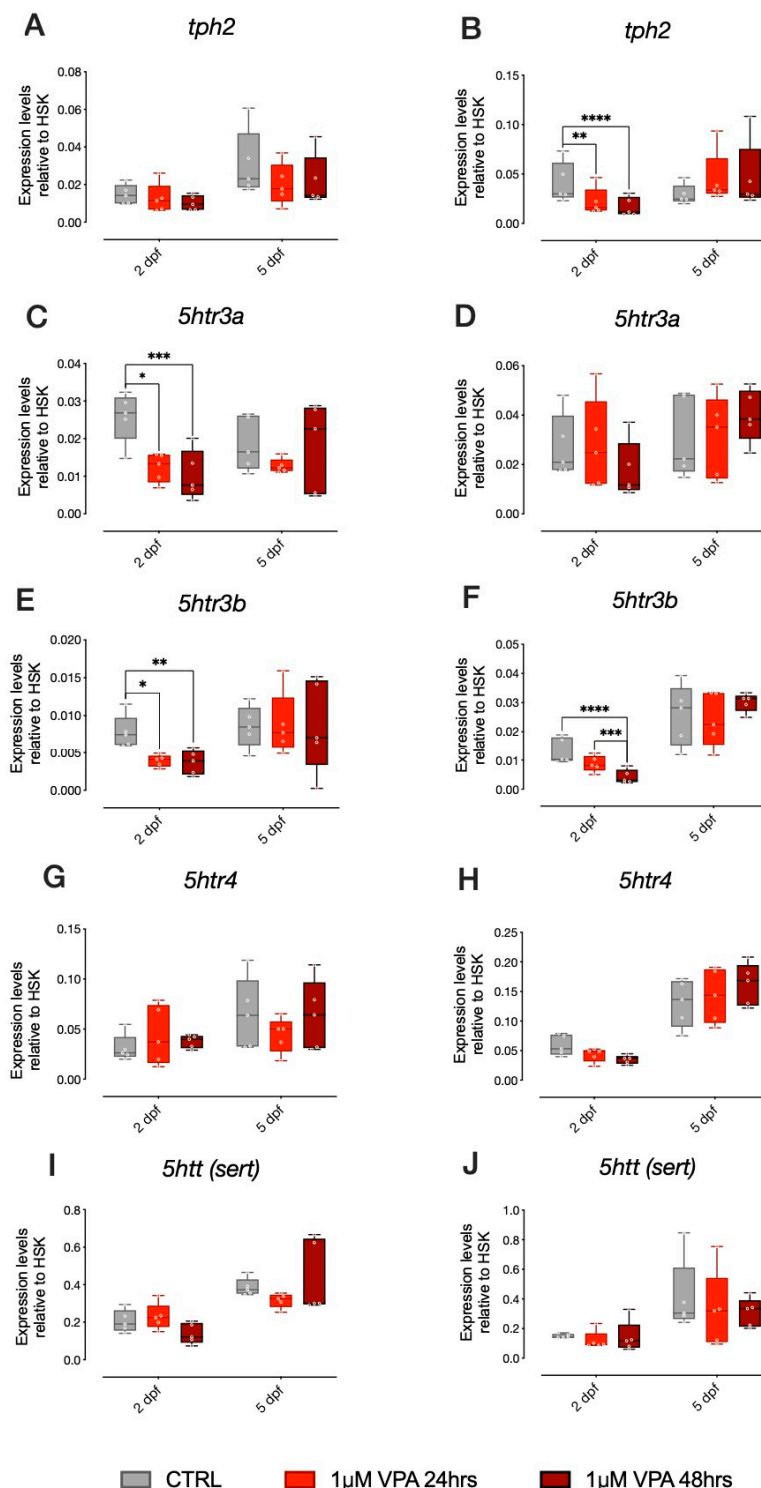 A
tph2
Expression levels
relative to HSK
0.08
0.06
0.04
0.02
0.00
2 dpf
5 dpf
B
tph2
Expression levels
relative to HSK
0.15
0.10
0.05
0.00
****
**
2 dpf
5 dpf
C
5htr3a
Expression levels
relative to HSK
0.04
0.03
0.02
0.01
0.00
***
*
2 dpf
5 dpf
D
5htr3a
Expression levels
relative to HSK
0.06
0.04
0.02
0.00
2 dpf
5 dpf
E
5htr3b
Expression levels
relative to HSK
0.020
0.015
0.010
0.005
0.000
**
*
2 dpf
5 dpf
F
5htr3b
Expression levels
relative to HSK
0.05
0.04
0.03
0.02
0.01
0.00
****
***
2 dpf
5 dpf
G
5htr4
Expression levels
relative to HSK
0.15
0.10
0.05
0.00
2 dpf
5 dpf
H
5htr4
Expression levels
relative to HSK
0.25
0.20
0.15
0.10
0.05
0.00
2 dpf
5 dpf
I
5htt (sert)
Expression levels
relative to HSK
0.8
0.6
0.4
0.2
0.0
2 dpf
5 dpf
J
5htt (sert)
Expression levels
relative to HSK
1.0
0.8
0.6
0.4
0.2
0.0
2 dpf
5 dpf
CTRL
1µM VPA 24hrs
1µM VPA 48hrs